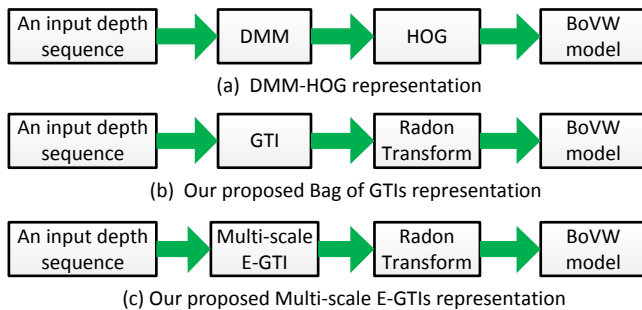 An input depth sequence
DMM
HOG
BoVW model
(a) DMM-HOG representation
An input depth sequence
GTI
Radon Transform
BoVW model
(b) Our proposed Bag of GTIs representation
An input depth sequence
Multi-scale E-GTI
Radon Transform
BoVW model
(c) Our proposed Multi-scale E-GTIs representation